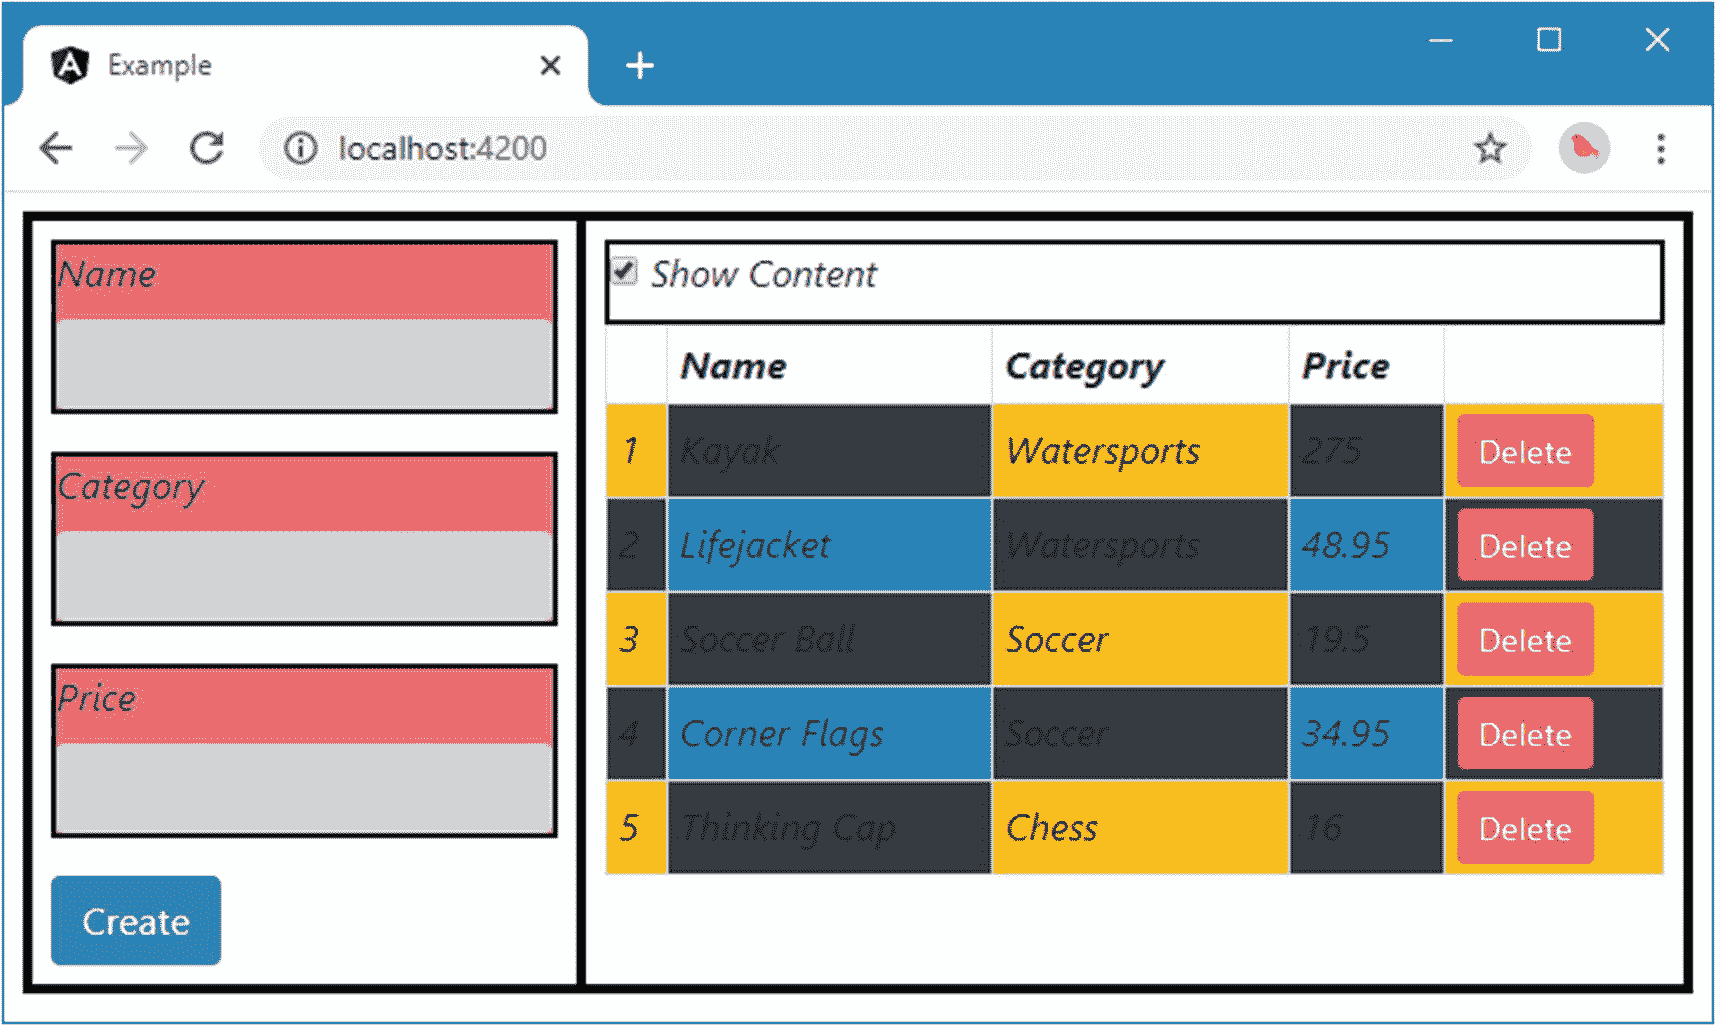 Example
localhost:4200
Name
Category
Price
Create
Show Content
Name Category Price
1 Kayak Watersports 275 Delete
2 Lifejacket Watersports 48.95 Delete
3 Soccer Ball Soccer 19.5 Delete
4 Corner Flags Soccer 34.95 Delete
5 Thinking Cap Chess 16 Delete